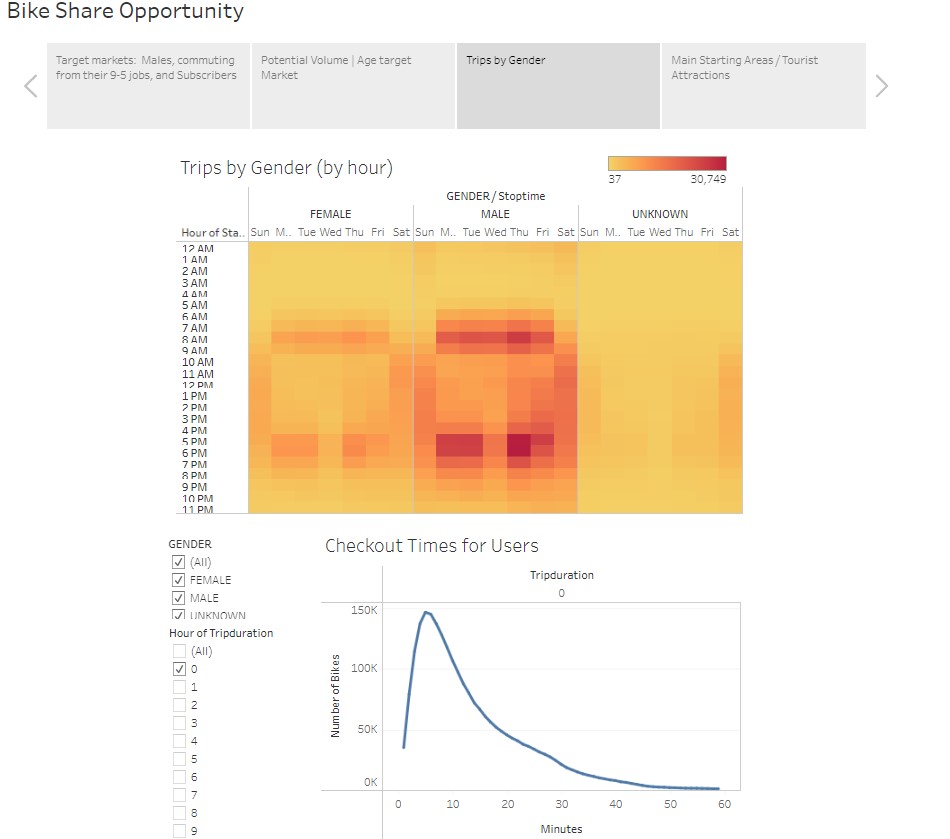 Bike Share Opportunity
Target markets: Males, commuting
from their 9-5 jobs, and Subscribers
Potential Volume | Age target
Market
Trips by Gender
Main Starting Areas / Tourist
Attractions
Trips by Gender (by hour)
37 30,749
GENDER / Stoptime
FEMALE MALE UNKNOWN
Hour of Sta.. Sun M.. Tue Wed Thu Fri Sat Sun M.. Tue Wed Thu Fri Sat Sun M.. Tue Wed Thu Fri Sat
12 AM
1 AM
2 AM
3 AM
4 AM
5 AM
6 AM
7 AM
8 AM
9 AM
10 AM
11 AM
12 PM
1 PM
2 PM
3 PM
4 PM
5 PM
6 PM
7 PM
8 PM
9 PM
10 PM
11 PM
GENDER
(All)
FEMALE
MALE
UNKNOWN
Hour of Tripduration
(All)
0
1
2
3
4
5
6
7
8
9
Checkout Times for Users
Tripduration
0
150K
100K
50K
0K
Number of Bikes
0 10 20 30 40 50 60
Minutes